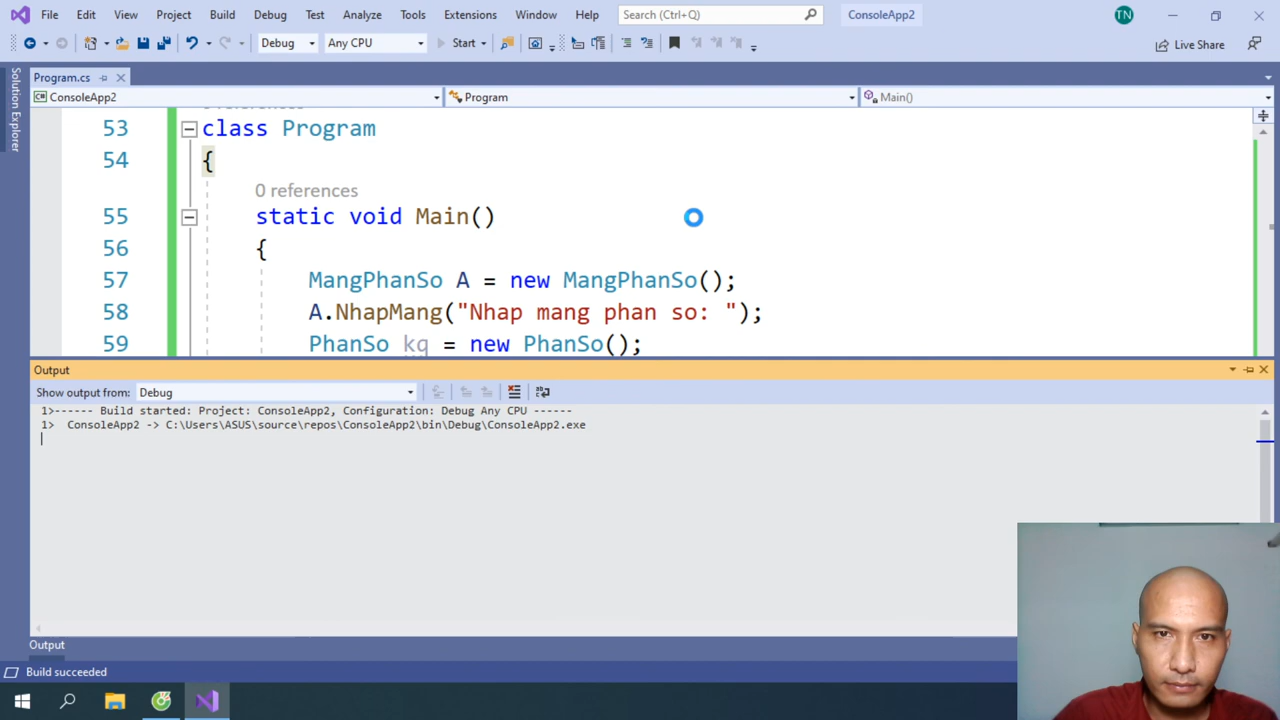 File Edit View Project Build Debug Test Analyze Tools Extensions Window Help Search (Ctrl+Q) ConsoleApp2 TN
Debug Any CPU Start Live Share
Solution Explorer
Program.cs
ConsoleApp2 Program Main()
53 class Program
54 {
0 references
55 static void Main()
56 {
57 MangPhanSo A = new MangPhanSo();
58 A.NhapMang("Nhap mang phan so: ");
59 PhanSo kq = new PhanSo();
Output
Show output from: Debug
1>------ Build started: Project: ConsoleApp2, Configuration: Debug Any CPU ------
1> ConsoleApp2 -> C:\Users\ASUS\source\repos\ConsoleApp2\bin\Debug\ConsoleApp2.exe
Output
Build succeeded